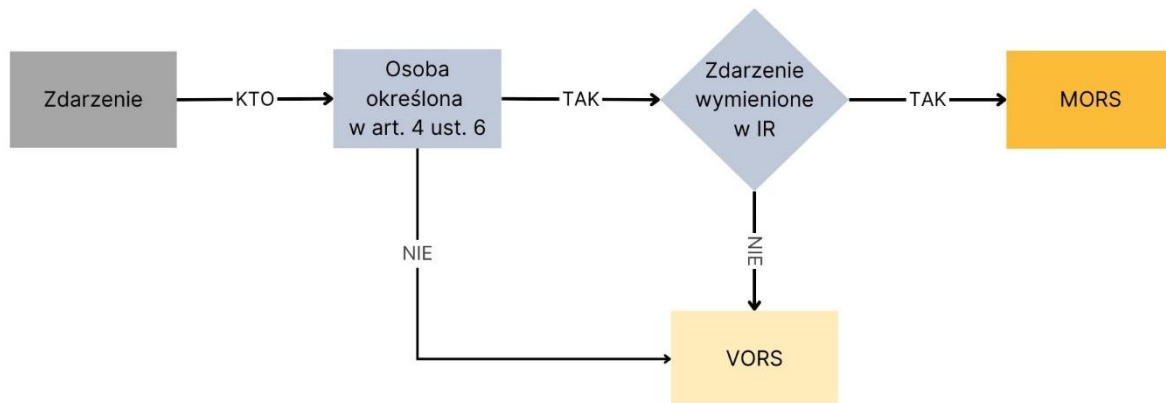 Zdarzenie
KTO
Osoba
określona
w art. 4 ust. 6
TAK
Zdarzenie
wymienione
w IR
TAK
MORS
NIE
NIE
VORS